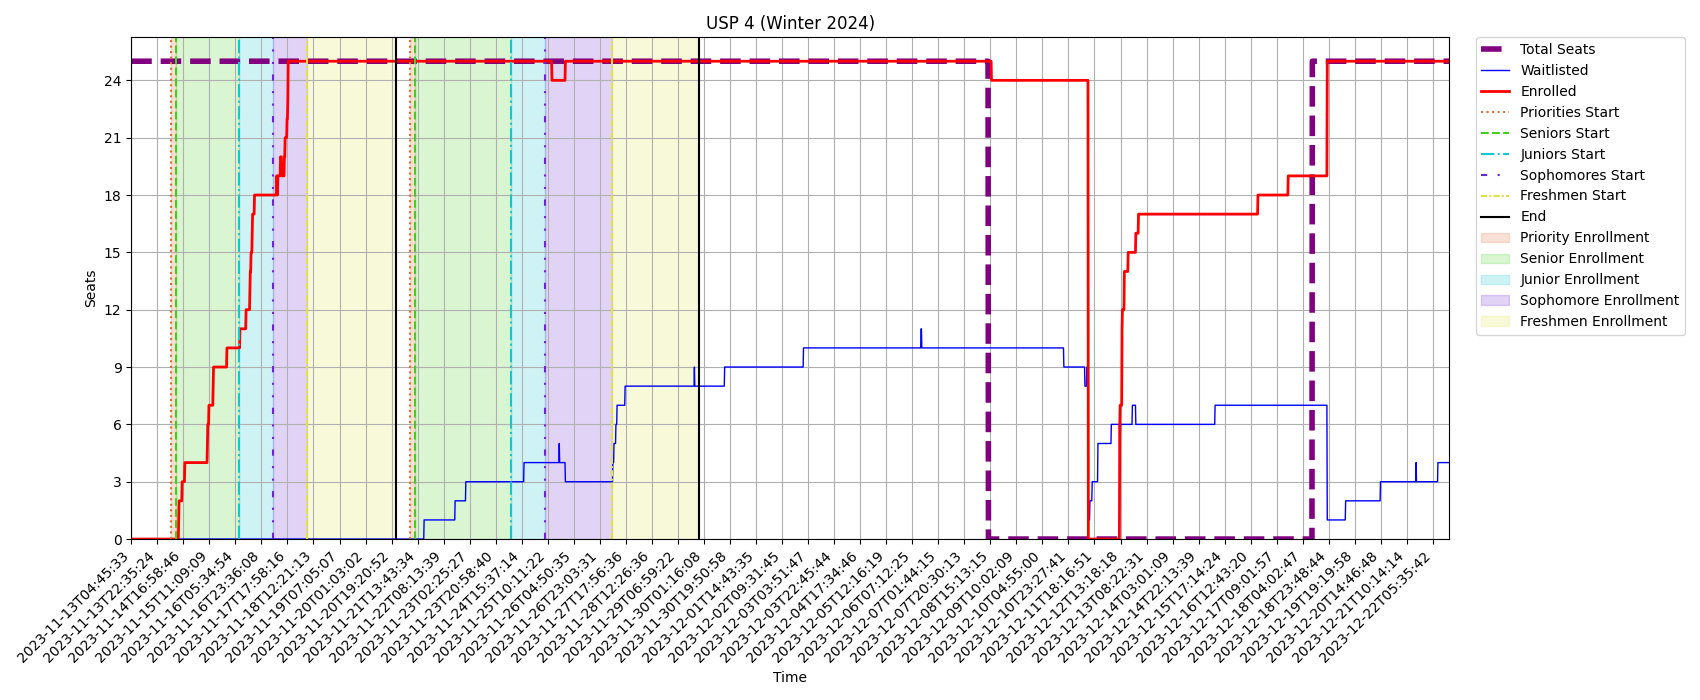 USP 4 (Winter 2024)
Seats
24
21
18
15
12
9
6
3
0
2023-11-13T04:45:33
2023-11-13T22:35:24
2023-11-14T16:58:46
2023-11-15T11:09:09
2023-11-16T05:34:54
2023-11-16T23:36:08
2023-11-17T17:58:16
2023-11-18T12:21:13
2023-11-19T07:05:07
2023-11-20T01:03:02
2023-11-20T19:20:52
2023-11-21T13:43:34
2023-11-22T08:13:39
2023-11-23T02:25:27
2023-11-23T20:58:40
2023-11-24T15:37:14
2023-11-25T10:11:22
2023-11-26T04:50:35
2023-11-26T23:03:31
2023-11-27T17:56:36
2023-11-28T12:26:36
2023-11-29T06:59:22
2023-11-30T01:16:08
2023-11-30T19:50:58
2023-12-01T14:43:35
2023-12-02T09:31:45
2023-12-03T03:51:47
2023-12-03T22:45:44
2023-12-04T17:34:46
2023-12-05T12:16:19
2023-12-06T07:12:25
2023-12-07T01:44:15
2023-12-07T20:30:13
2023-12-08T15:13:15
2023-12-09T10:02:09
2023-12-10T04:55:00
2023-12-10T23:27:41
2023-12-11T18:16:51
2023-12-12T13:18:18
2023-12-13T08:22:31
2023-12-14T03:01:09
2023-12-14T22:13:39
2023-12-15T17:14:24
2023-12-16T12:43:20
2023-12-17T09:01:57
2023-12-18T04:02:47
2023-12-18T23:48:44
2023-12-19T19:19:58
2023-12-20T14:46:48
2023-12-21T10:14:14
2023-12-22T05:35:42
Time
Total Seats
Waitlisted
Enrolled
Priorities Start
Seniors Start
Juniors Start
Sophomores Start
Freshmen Start
End
Priority Enrollment
Senior Enrollment
Junior Enrollment
Sophomore Enrollment
Freshmen Enrollment